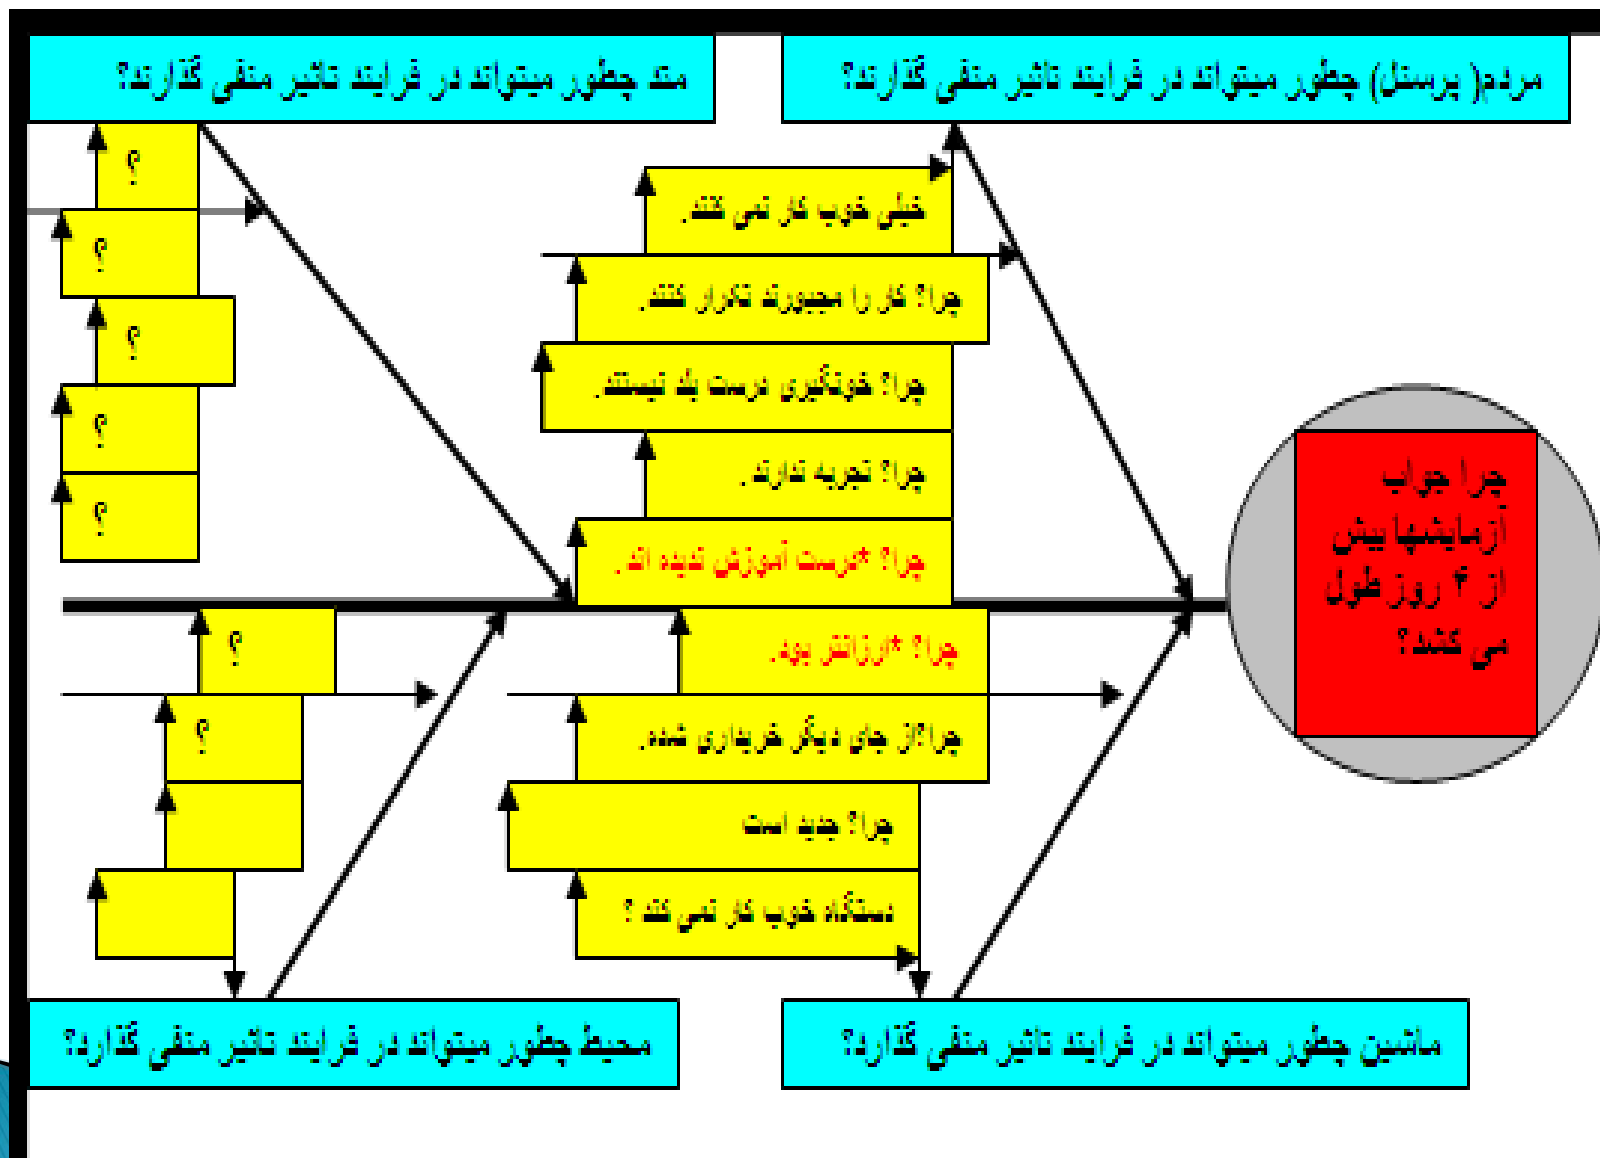 مردم( پرسنل) چطور میتواند در فرایند تاثیر منفی گذارند؟
متد چطور میتواند در فرایند تاثیر منفی گذارند؟
خیلی خوب کار نمی کنند.
چرا؟ کار را مجبورند تکرار کنند.
چرا؟ خونگیری درست بلد نیستند.
چرا؟ تجربه ندارند .
چرا؟ *درست آموزش ندیده اند .
؟
؟
؟
؟
؟
چرا جواب
آزمایشها بیش
از ۴ روز طول
می کشد؟
چرا؟ *ارزانتر بود.
چرا؟از جای دیگر خریداری شده.
چرا؟ جدید است
دستگاه خوب کار نمی کند ؟
؟
؟
ماشین چطور میتواند در فرایند تاثیر منفی گذارد؟
محیط چطور میتواند در فرایند تاثیر منفی گذارد؟